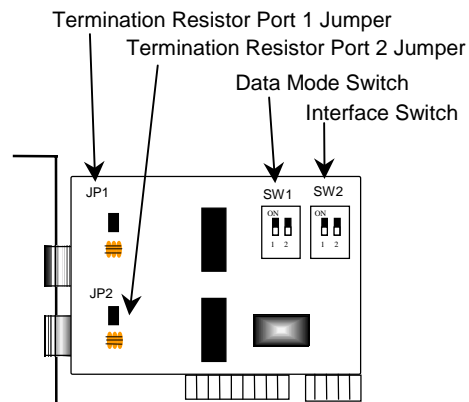 Termination Resistor Port 1 Jumper
Termination Resistor Port 2 Jumper
Data Mode Switch
Interface Switch
JP1
SW1
SW2
ON
1 2
ON
1 2
JP2